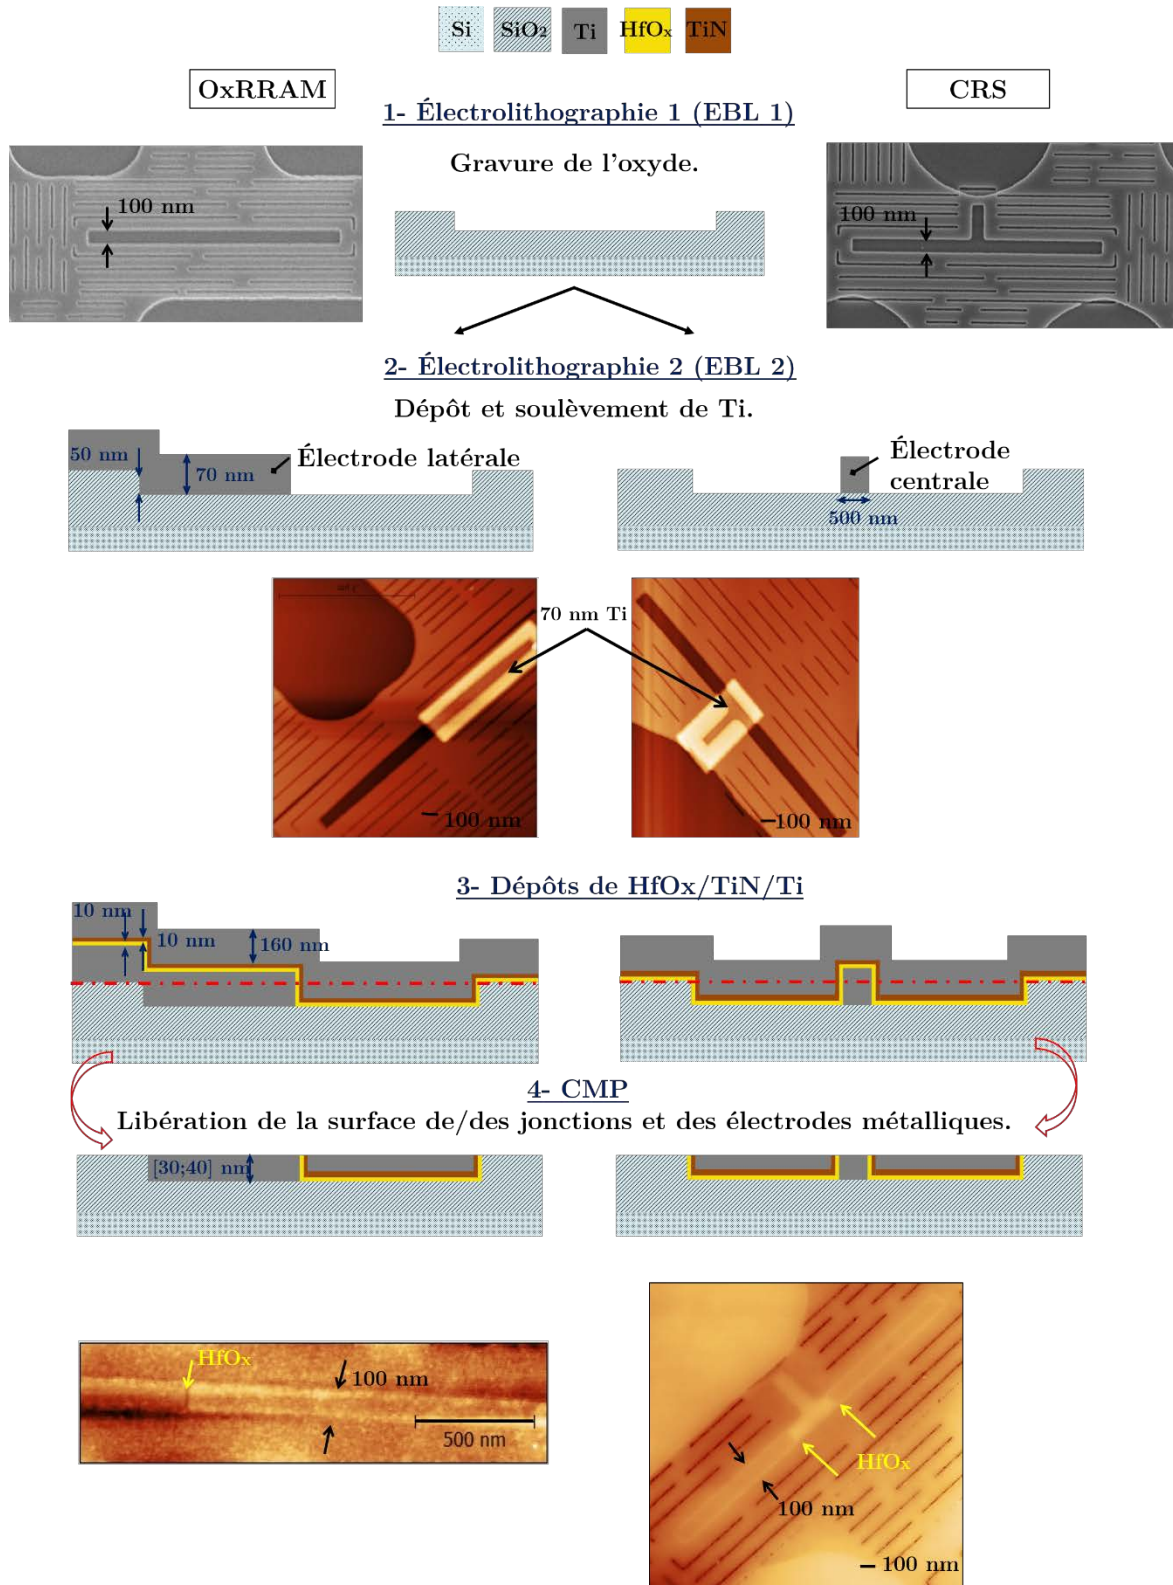 Si SiO₂ Ti HfOₓ TiN
OxRRAM
CRS
1- Électrolithographie 1 (EBL 1)
Gravure de l'oxyde.
100 nm
100 nm
2- Électrolithographie 2 (EBL 2)
Dépôt et soulèvement de Ti.
50 nm
70 nm
Électrode latérale
Électrode
centrale
500 nm
70 nm Ti
100 nm
100 nm
3- Dépôts de HfOx/TiN/Ti
10 nm
10 nm
160 nm
4- CMP
Libération de la surface de/des jonctions et des électrodes métalliques.
[30;40] nm
HfOₓ
100 nm
500 nm
HfOₓ
100 nm
100 nm